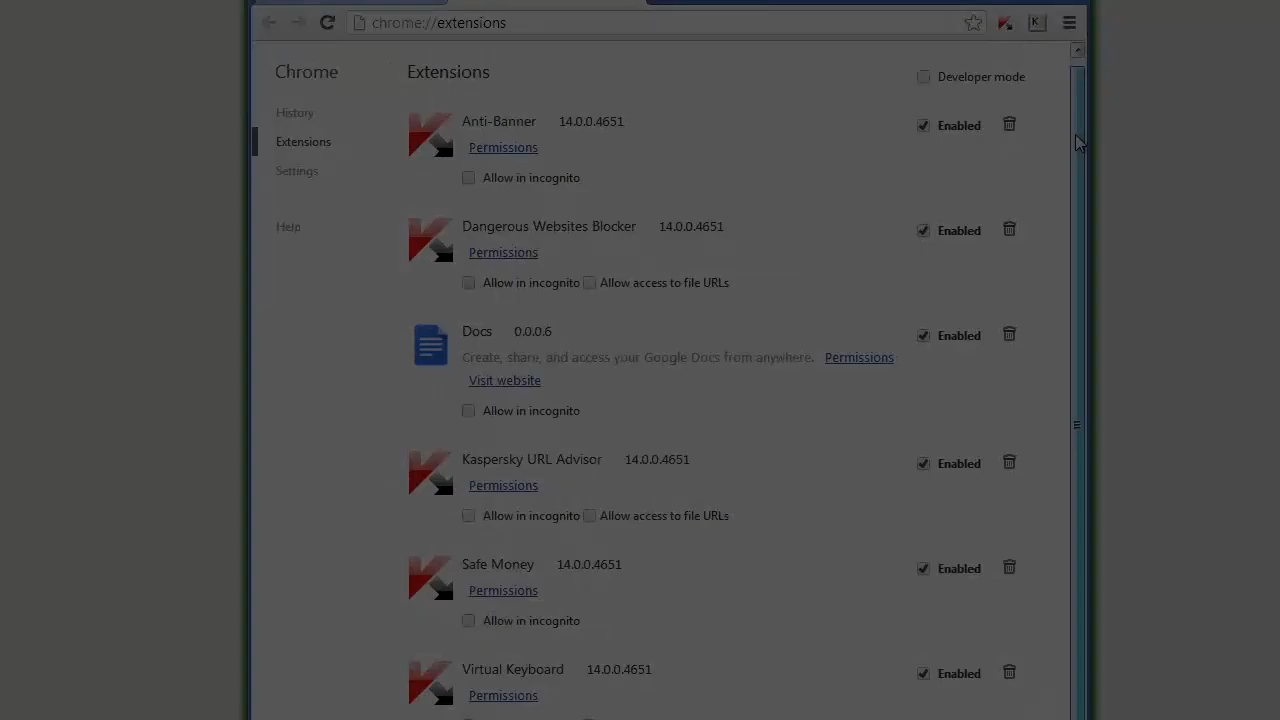 chrome://extensions
Chrome
Extensions
Developer mode
History
Extensions
Settings
Help
Anti-Banner 14.0.0.4651 Enabled
Permissions
Allow in incognito
Dangerous Websites Blocker 14.0.0.4651 Enabled
Permissions
Allow in incognito Allow access to file URLs
Docs 0.0.0.6 Enabled
Create, share, and access your Google Docs from anywhere. Permissions
Visit website
Allow in incognito
Kaspersky URL Advisor 14.0.0.4651 Enabled
Permissions
Allow in incognito Allow access to file URLs
Safe Money 14.0.0.4651 Enabled
Permissions
Allow in incognito
Virtual Keyboard 14.0.0.4651 Enabled
Permissions